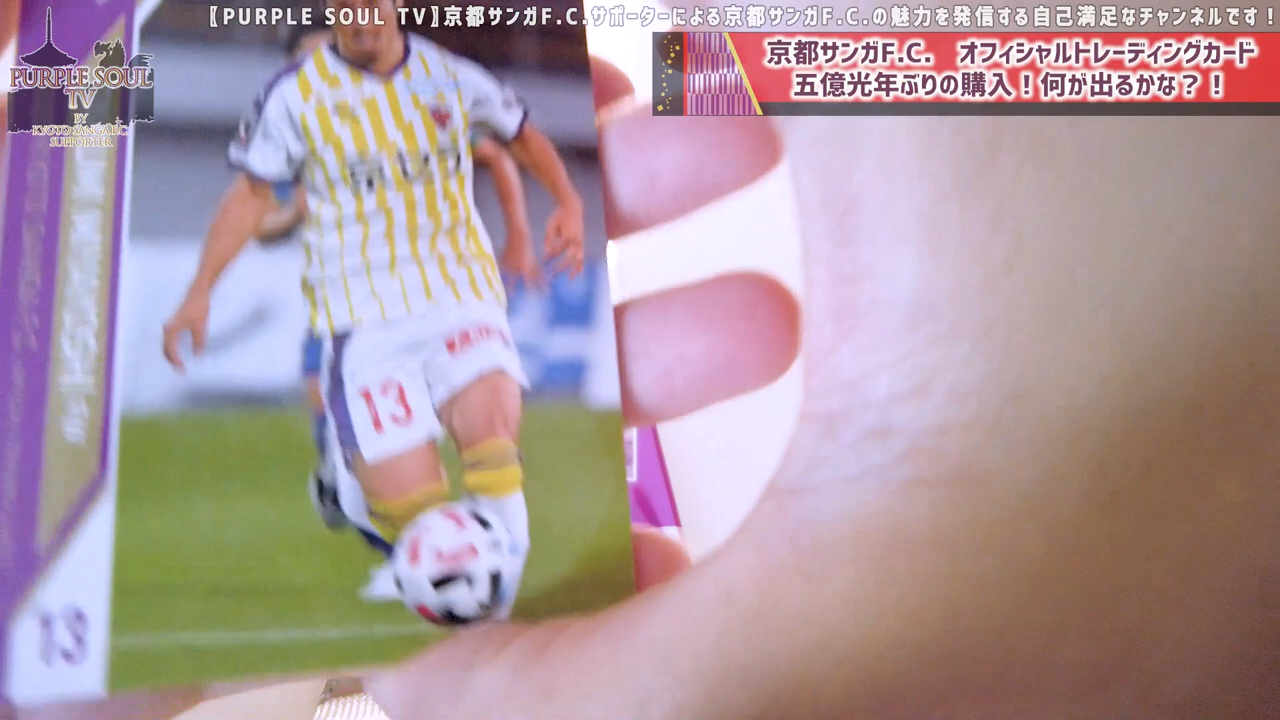 【PURPLE SOUL TV】京都サンガF.C.サポーターによる京都サンガF.C.の魅力を発信する自己満足なチャンネルです！
京都サンガF.C. オフィシャルトレーディングカード
五億光年ぶりの購入！何が出るかな？！
PURPLE SOUL
TV
BY
KYOTO SANGA F.C.
SUPPORTER
13
13